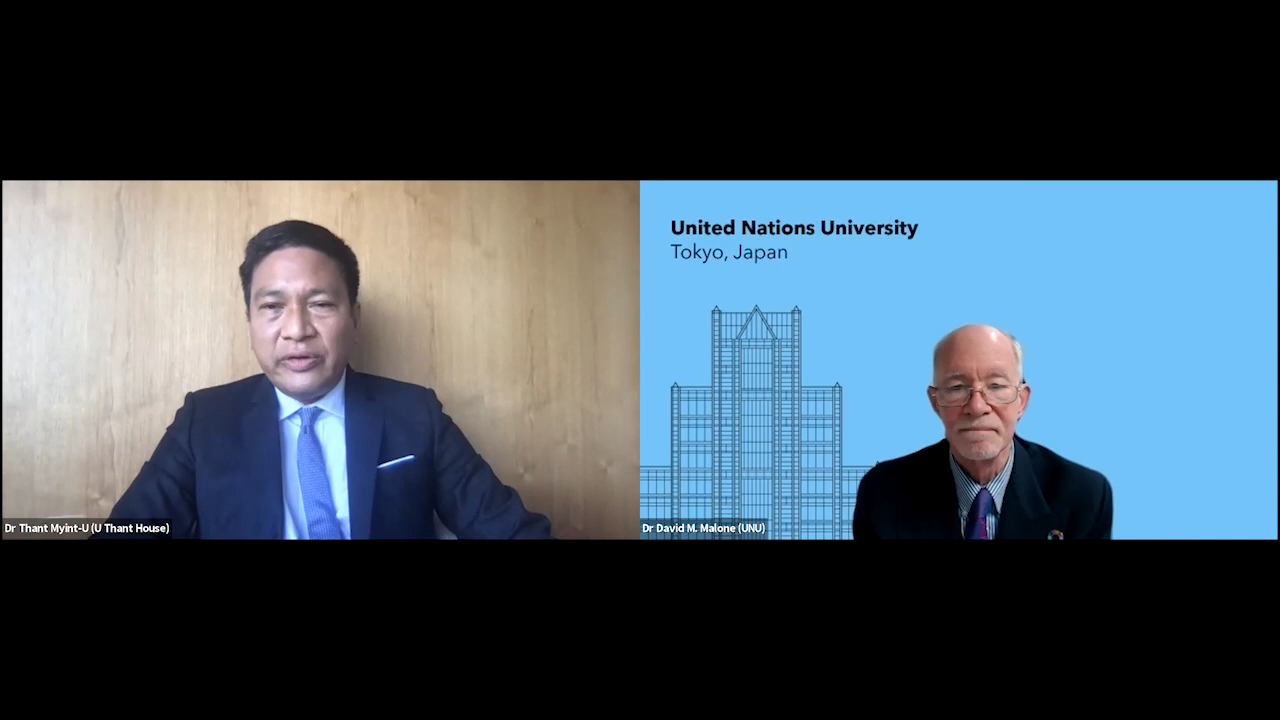 United Nations University
Tokyo, Japan
Dr Thant Myint-U (U Thant House)
Dr David M. Malone (UNU)